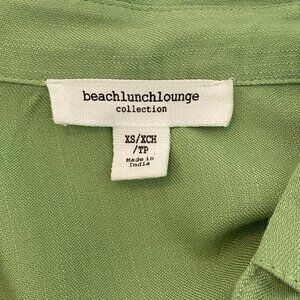 beachlunchlounge
collection
XS/XCH
/TP
Made in
India